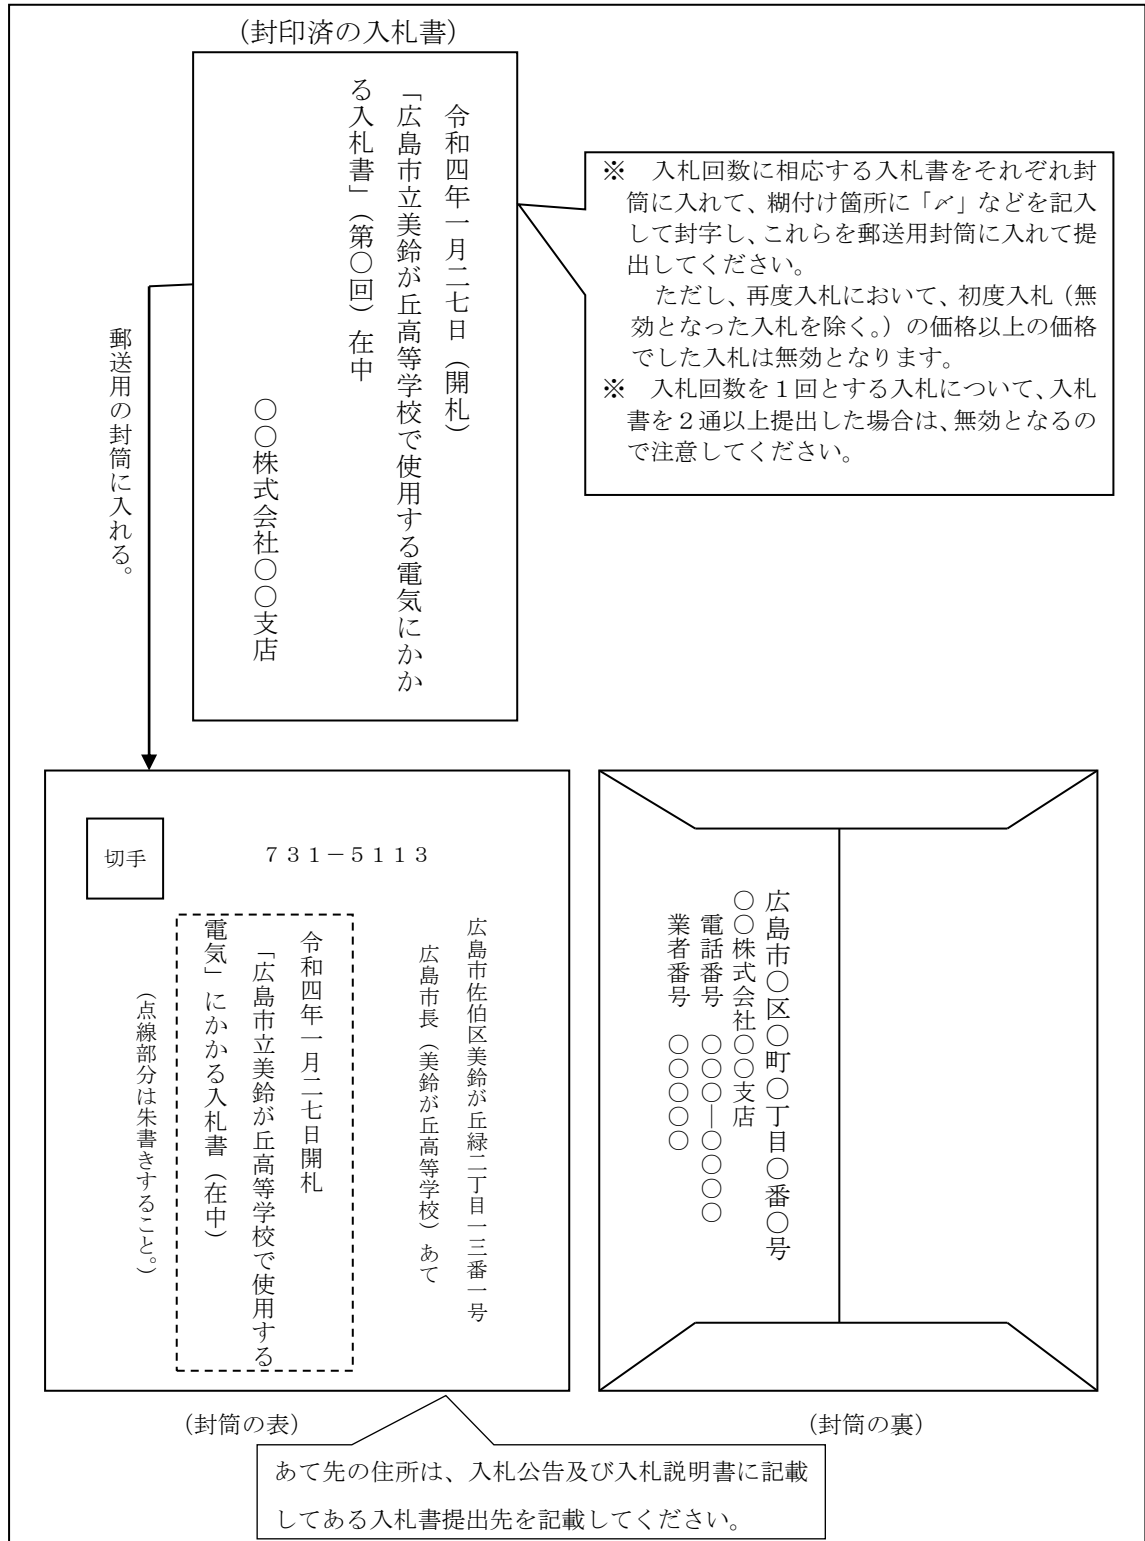 (封印済の入札書)
令和四年一月二七日（開札）
「広島市立美鈴が丘高等学校で使用する電気にかか
る入札書」（第〇回）在中
〇〇株式会社〇〇支店
※　入札回数に相応する入札書をそれぞれ封
筒に入れて、糊付け箇所に「〆」などを記入
して封字し、これらを郵送用封筒に入れて提
出してください。
ただし、再度入札において、初度入札（無
効となった入札を除く。）の価格以上の価格
でした入札は無効となります。
※　入札回数を１回とする入札について、入札
書を２通以上提出した場合は、無効となるの
で注意してください。
郵送用の封筒に入れる。
切手
７３１－５１１３
広島市佐伯区美鈴が丘緑二丁目一三番一号
広島市長（美鈴が丘高等学校）あて
令和四年一月二七日開札
「広島市立美鈴が丘高等学校で使用する
電気」にかかる入札書（在中）
（点線部分は朱書きすること。）
(封筒の表)
広島市〇区〇町〇丁目〇番〇号
〇〇株式会社〇〇支店
電話番号　〇〇〇―〇〇〇〇
業者番号　〇〇〇〇〇
(封筒の裏)
あて先の住所は、入札公告及び入札説明書に記載
してある入札書提出先を記載してください。